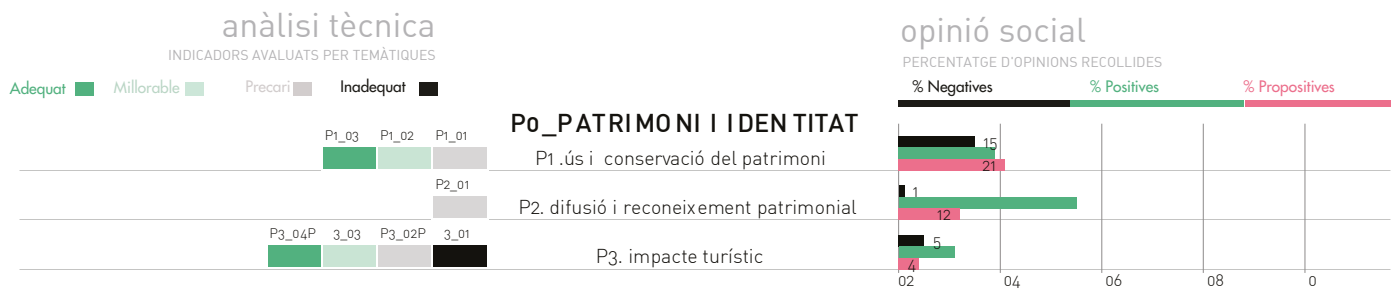 anàlisi tècnica
INDICADORS AVALUATS PER TEMÀTIQUES
Adequat Millorable Precari Inadequat
opinió social
PERCENTATGE D'OPINIONS RECOLLIDES
% Negatives % Positives % Propositives
P0_PATRIMONI I IDENTITAT
P1_03 P1_02 P1_01
P1 .ús i conservació del patrimoni
15
21
P2_01
P2. difusió i reconeixement patrimonial
1
12
P3_04P 3_03 P3_02P 3_01
P3. impacte turístic
5
4
02 04 06 08 0